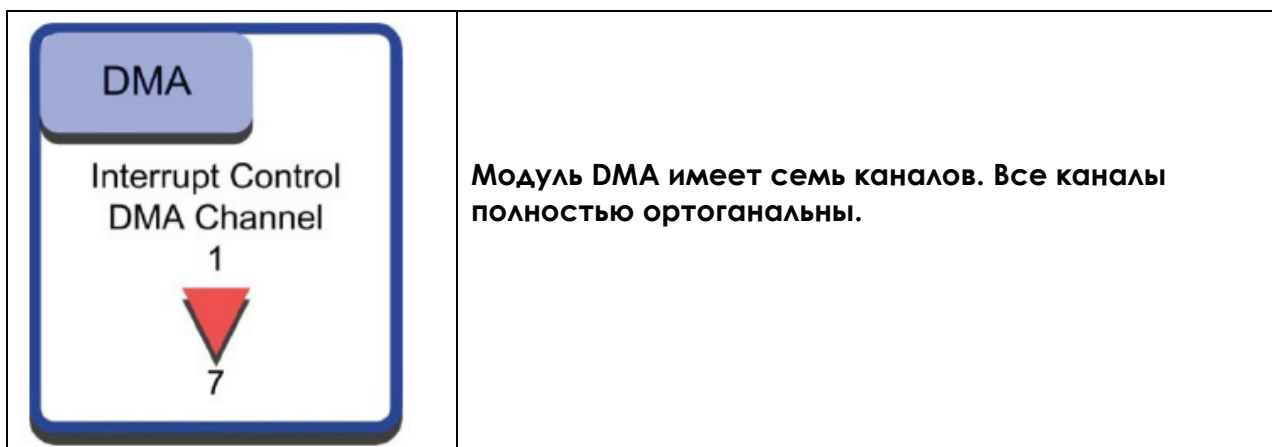 DMA
Interrupt Control
DMA Channel
1
7
Модуль DMA имеет семь каналов. Все каналы
полностью ортоганальны.